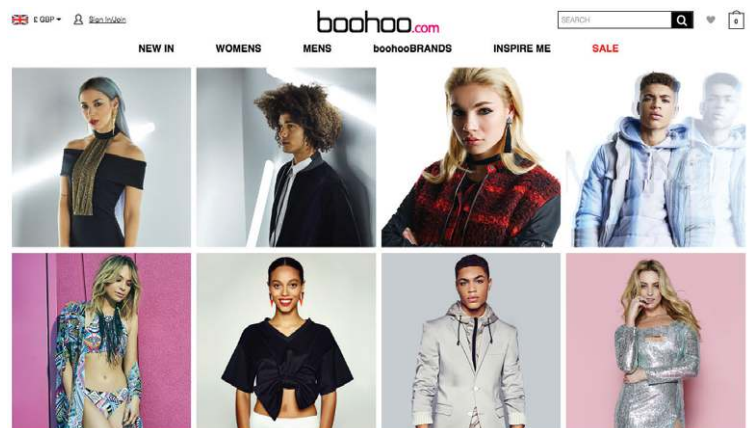 £ GBP
Sign In/Join
boohoo.com
SEARCH
0
NEW IN
WOMENS
MENS
boohooBRANDS
INSPIRE ME
SALE